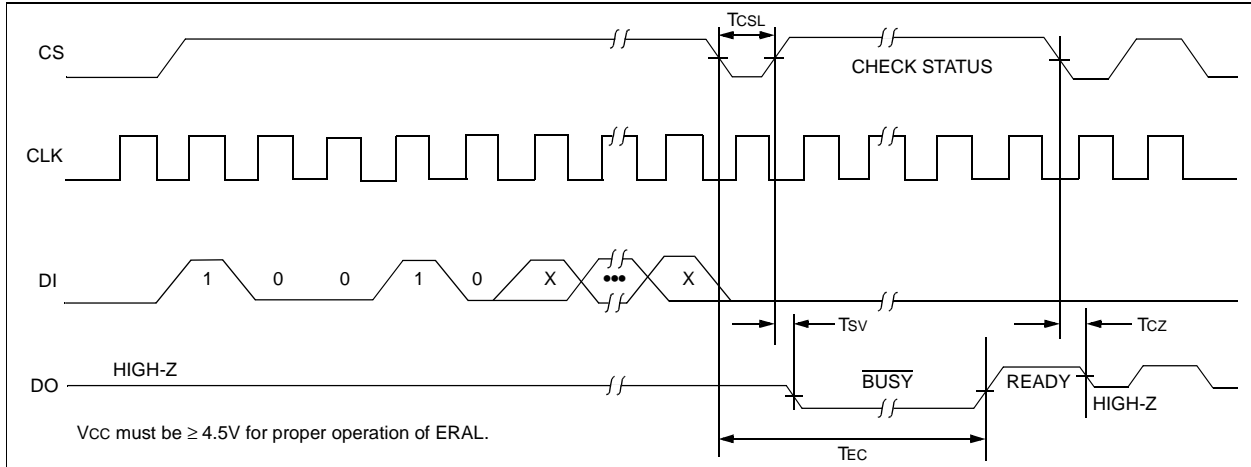 TCSL
CS
CHECK STATUS
CLK
DI
1 0 0 1 0 X ••• X
TSV
TCZ
DO
HIGH-Z
BUSY
READY
HIGH-Z
VCC must be ≥ 4.5V for proper operation of ERAL.
TEC